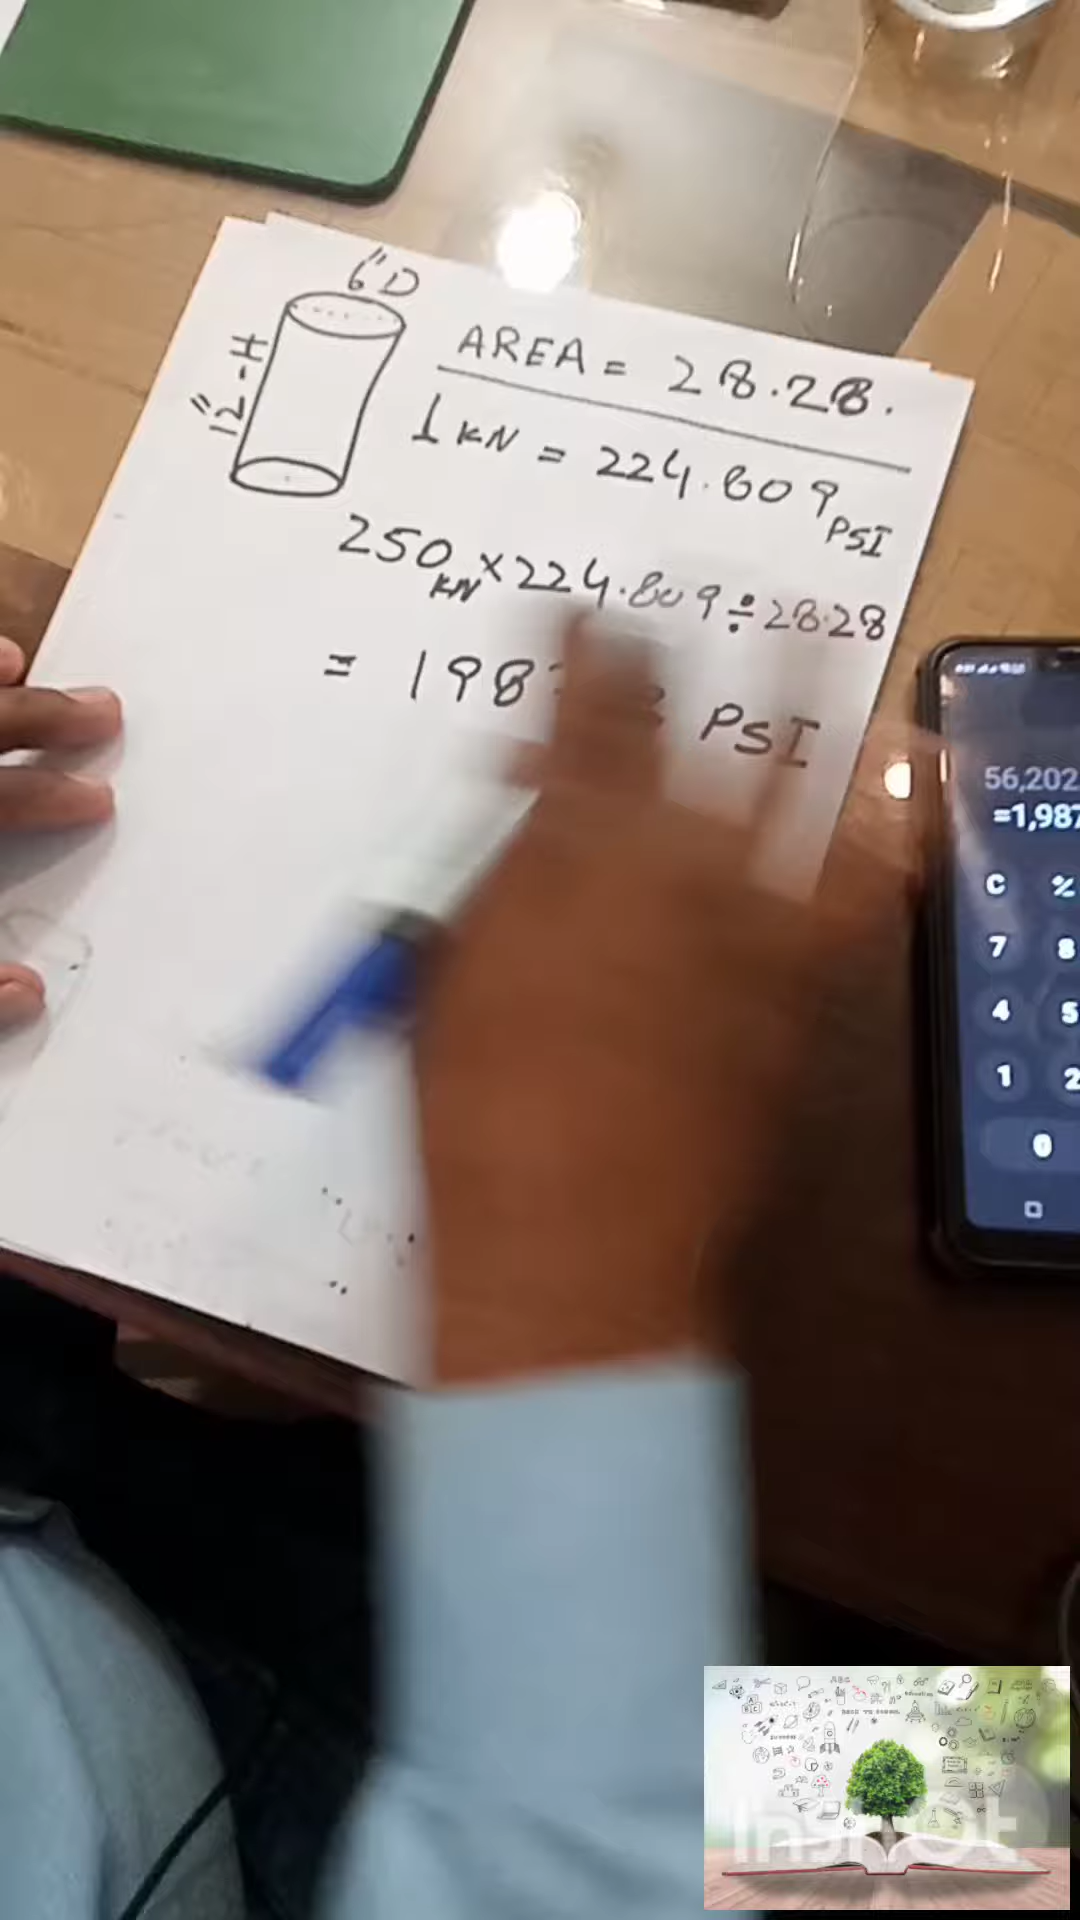 6"D
12"-H
AREA = 28.28.
1 KN = 224.809
PSI
250 KN × 224.809 ÷ 28.28
= 198
PSI
56,202
=1,987
C %
7 8
4 5
1 2
0
InShot